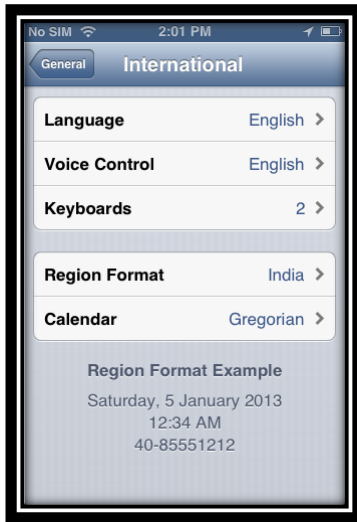 No SIM 2:01 PM
General International
Language English
Voice Control English
Keyboards 2
Region Format India
Calendar Gregorian
Region Format Example
Saturday, 5 January 2013
12:34 AM
40-85551212